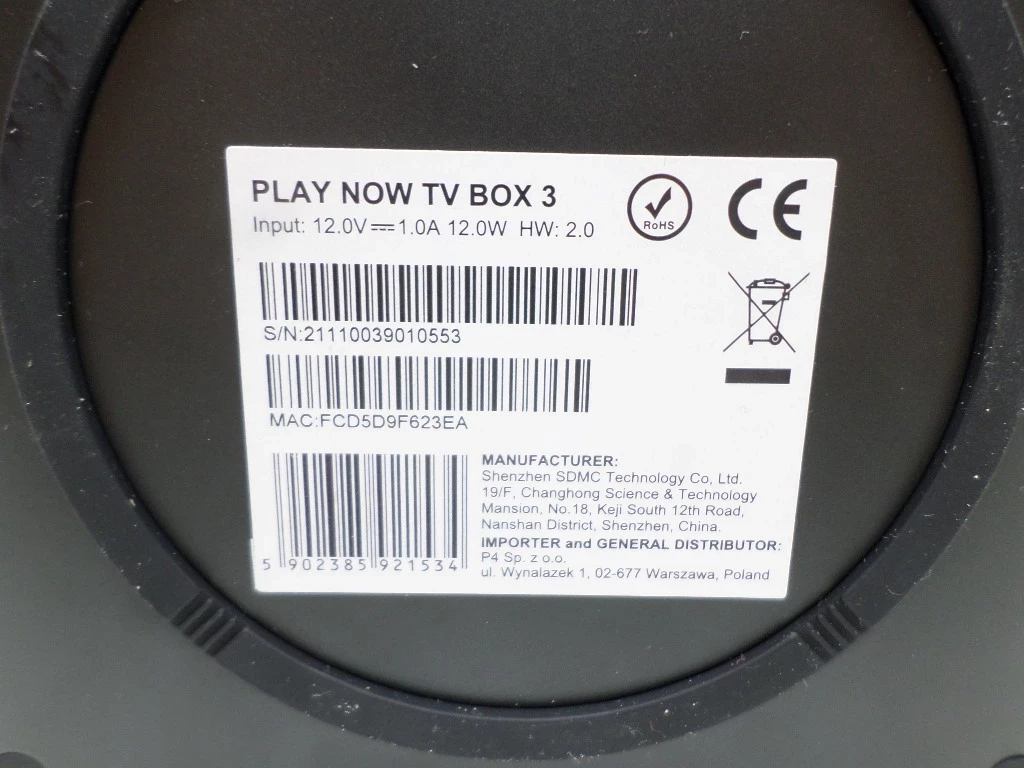 PLAY NOW TV BOX 3
Input: 12.0V⎓1.0A 12.0W HW: 2.0
RoHS
CE
S/N:21110039010553
MAC:FCD5D9F623EA
5 902385 921534
MANUFACTURER:
Shenzhen SDMC Technology Co, Ltd.
19/F, Changhong Science & Technology
Mansion, No.18, Keji South 12th Road,
Nanshan District, Shenzhen, China.
IMPORTER and GENERAL DISTRIBUTOR:
P4 Sp. z o.o.
ul. Wynalazek 1, 02-677 Warszawa, Poland